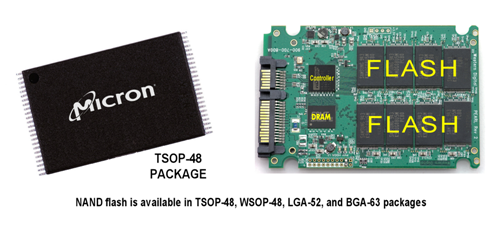 Micron
TSOP-48
PACKAGE
Controller
DRAM
FLASH
FLASH
NAND flash is available in TSOP-48, WSOP-48, LGA-52, and BGA-63 packages